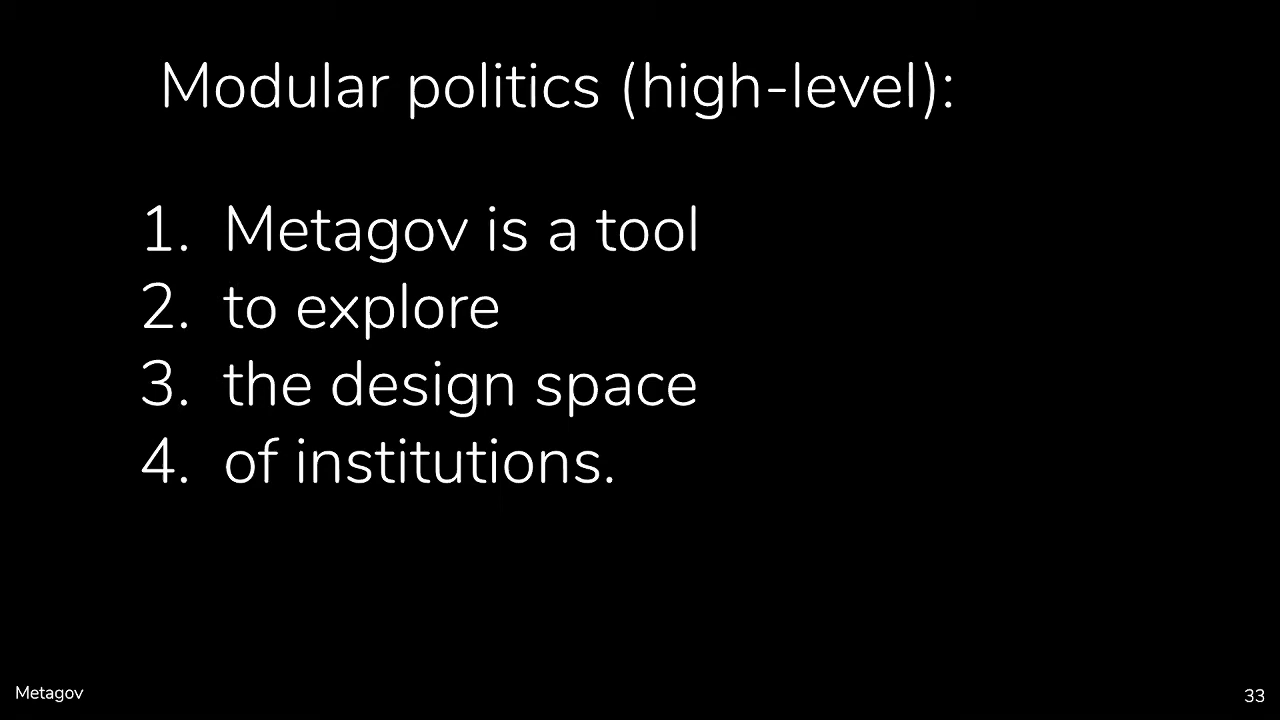 Modular politics (high-level):
1. Metagov is a tool
2. to explore
3. the design space
4. of institutions.
Metagov
33